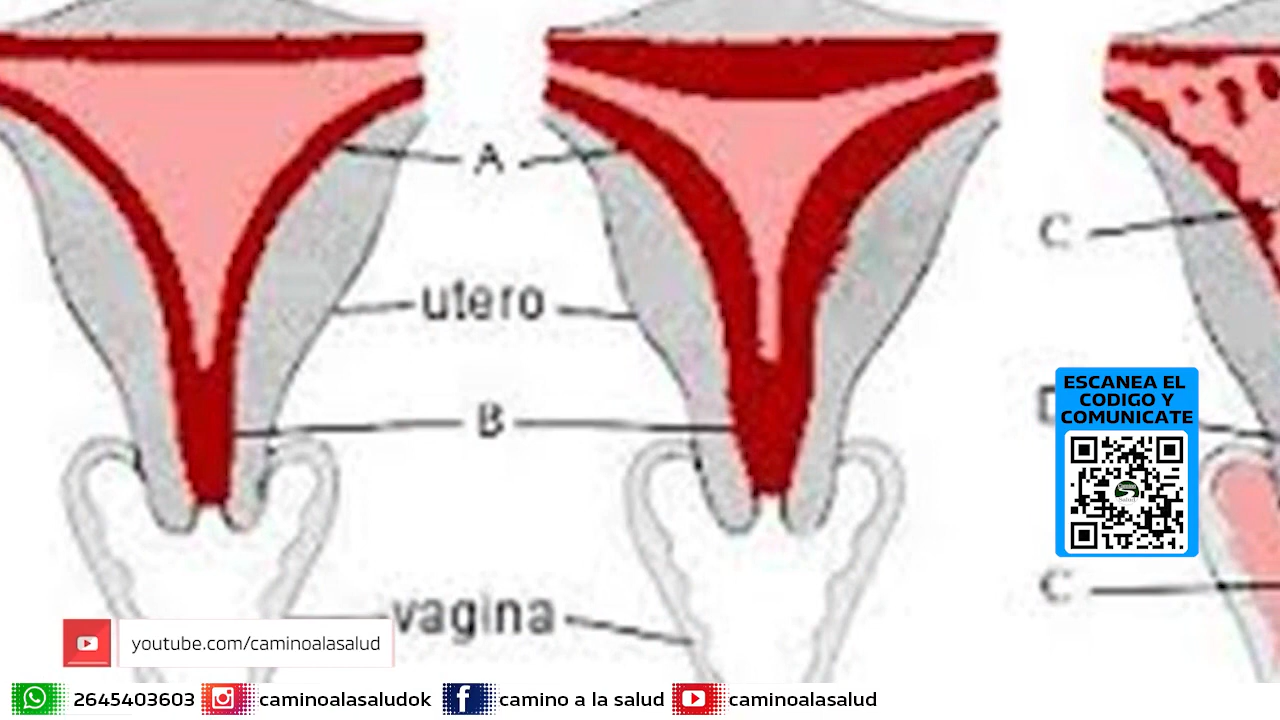 A
C
utero
ESCANEA EL
CODIGO Y
COMUNICATE
B
C
vagina
youtube.com/caminoalasalud
2645403603 caminoalasaludok camino a la salud caminoalasalud